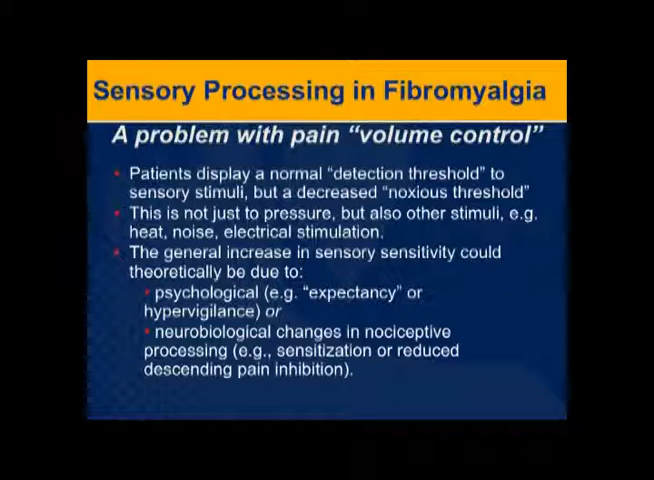 Sensory Processing in Fibromyalgia
A problem with pain “volume control”
• Patients display a normal “detection threshold” to
sensory stimuli, but a decreased “noxious threshold”
• This is not just to pressure, but also other stimuli, e.g.
heat, noise, electrical stimulation.
• The general increase in sensory sensitivity could
theoretically be due to:
• psychological (e.g. “expectancy” or
hypervigilance) or
• neurobiological changes in nociceptive
processing (e.g., sensitization or reduced
descending pain inhibition).